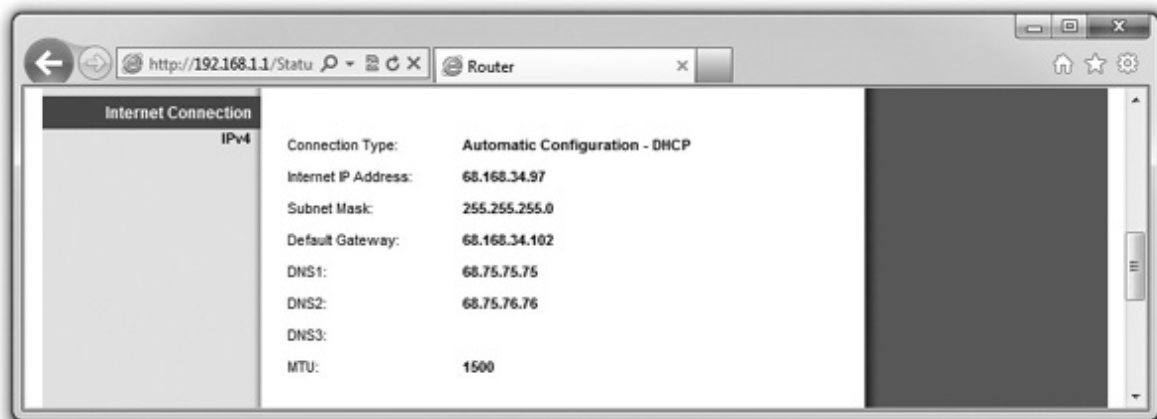 http://192.168.1.1/Statu
Router
Internet Connection
IPv4
Connection Type: Automatic Configuration - DHCP
Internet IP Address: 68.168.34.97
Subnet Mask: 255.255.255.0
Default Gateway: 68.168.34.102
DNS1: 68.75.75.75
DNS2: 68.75.76.76
DNS3:
MTU: 1500